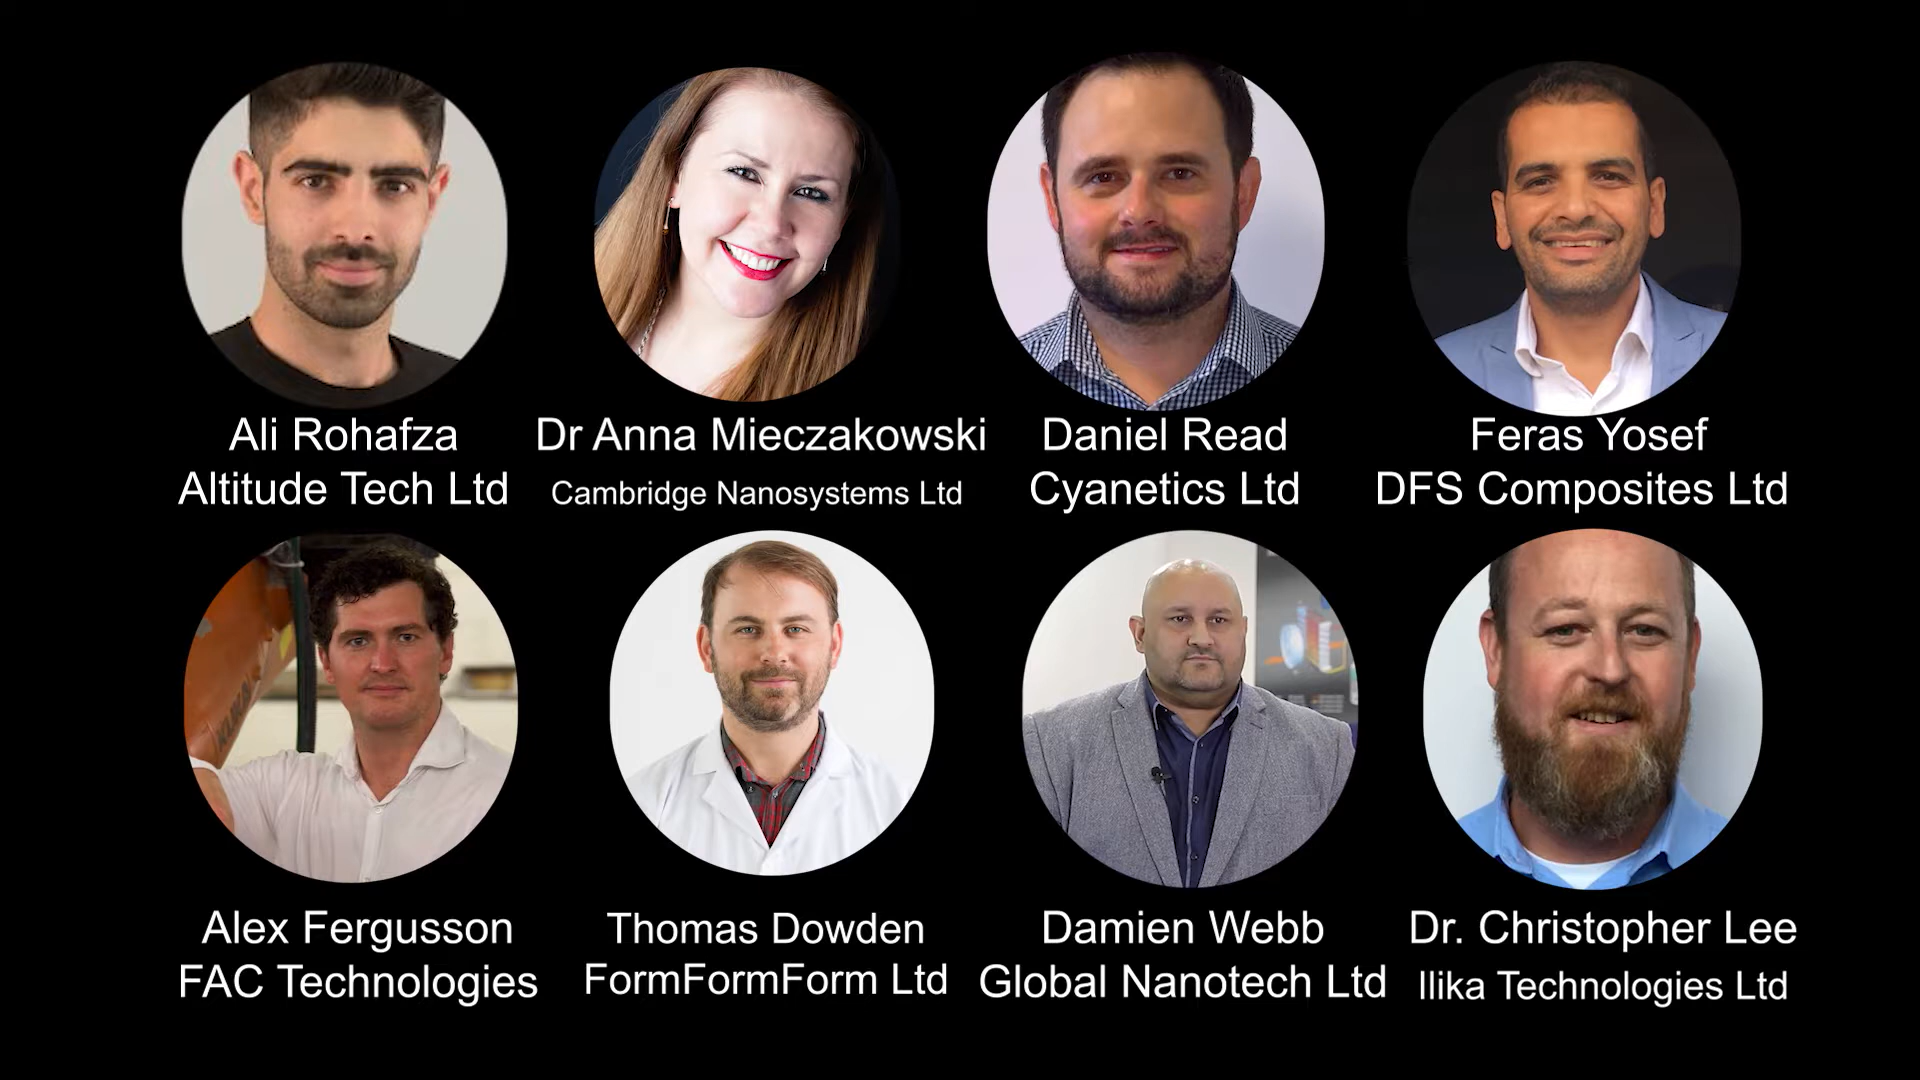 Ali Rohafza
Altitude Tech Ltd
Dr Anna Mieczakowski
Cambridge Nanosystems Ltd
Daniel Read
Cyanetics Ltd
Feras Yosef
DFS Composites Ltd
Alex Fergusson
FAC Technologies
Thomas Dowden
FormFormForm Ltd
Damien Webb
Global Nanotech Ltd
Dr. Christopher Lee
Ilika Technologies Ltd